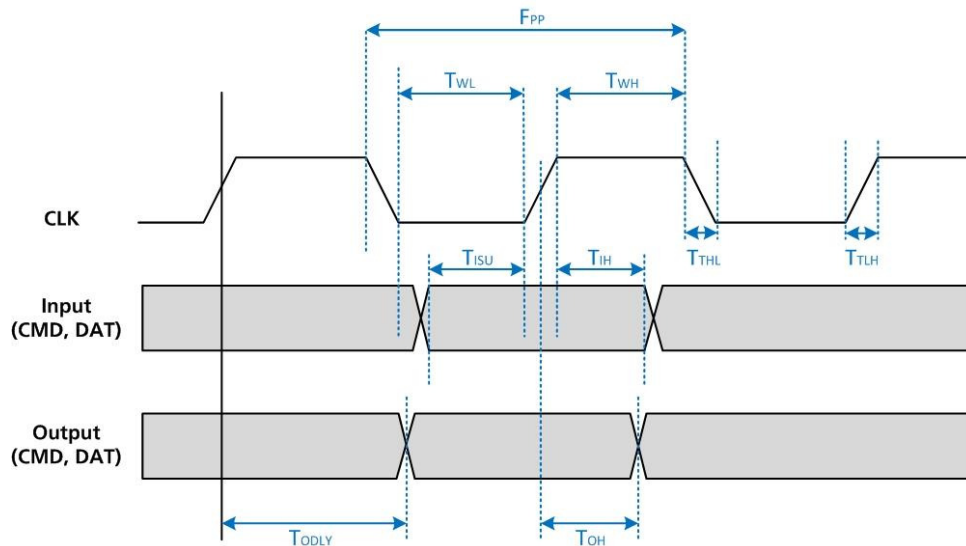 FPP
TWL
TWH
CLK
TISU
TIH
TTHL
TTLH
Input
(CMD, DAT)
Output
(CMD, DAT)
TODLY
TOH